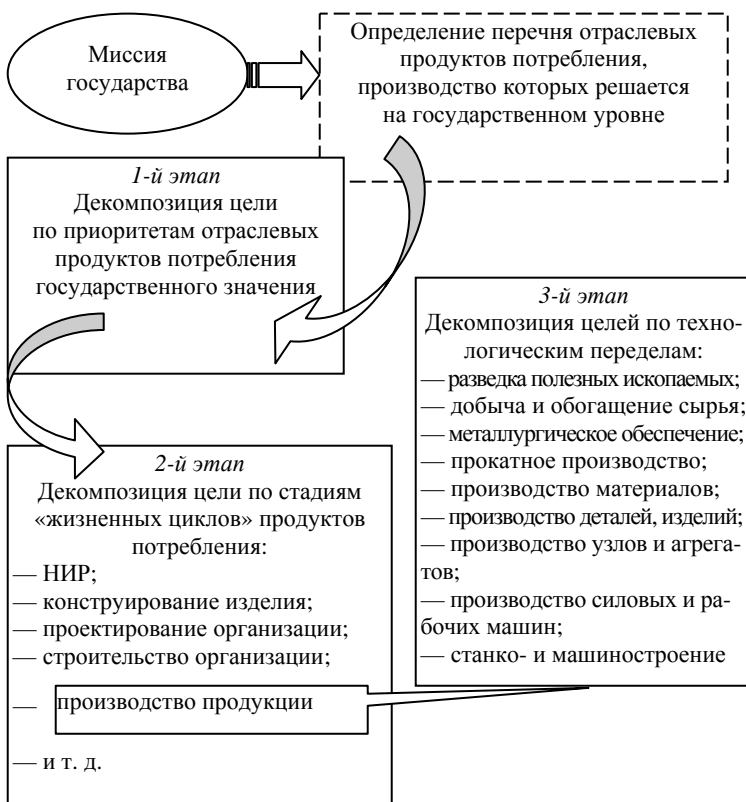 Миссия
государства
Определение перечня отраслевых
продуктов потребления,
производство которых решается
на государственном уровне
1-й этап
Декомпозиция цели
по приоритетам отраслевых
продуктов потребления
государственного значения
2-й этап
Декомпозиция цели по стадиям
«жизненных циклов» продуктов
потребления:
— НИР;
— конструирование изделия;
— проектирование организации;
— строительство организации;
— производство продукции
— и т. д.
3-й этап
Декомпозиция целей по техно-
логическим переделам:
— разведка полезных ископаемых;
— добыча и обогащение сырья;
— металлургическое обеспечение;
— прокатное производство;
— производство материалов;
— производство деталей, изделий;
— производство узлов и агрега-
тов;
— производство силовых и ра-
бочих машин;
— станко- и машиностроение